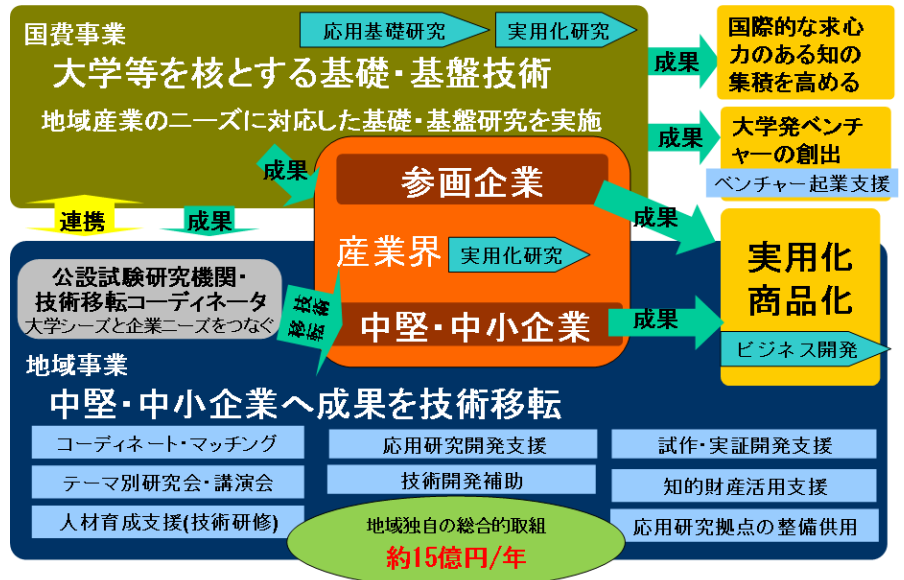 国費事業
応用基礎研究
実用化研究
大学等を核とする基礎・基盤技術
地域産業のニーズに対応した基礎・基盤研究を実施
成果
国際的な求心
力のある知の
集積を高める
成果
大学発ベンチ
ャーの創出
ベンチャー起業支援
成果
参画企業
成果
連携
成果
産業界
実用化研究
実用化
商品化
ビジネス開発
公設試験研究機関・
技術移転コーディネータ
大学シーズと企業ニーズをつなぐ
技術
移転
中堅・中小企業
成果
地域事業
中堅・中小企業へ成果を技術移転
コーディネート・マッチング
応用研究開発支援
試作・実証開発支援
テーマ別研究会・講演会
技術開発補助
知的財産活用支援
人材育成支援(技術研修)
地域独自の総合的取組
約15億円/年
応用研究拠点の整備供用